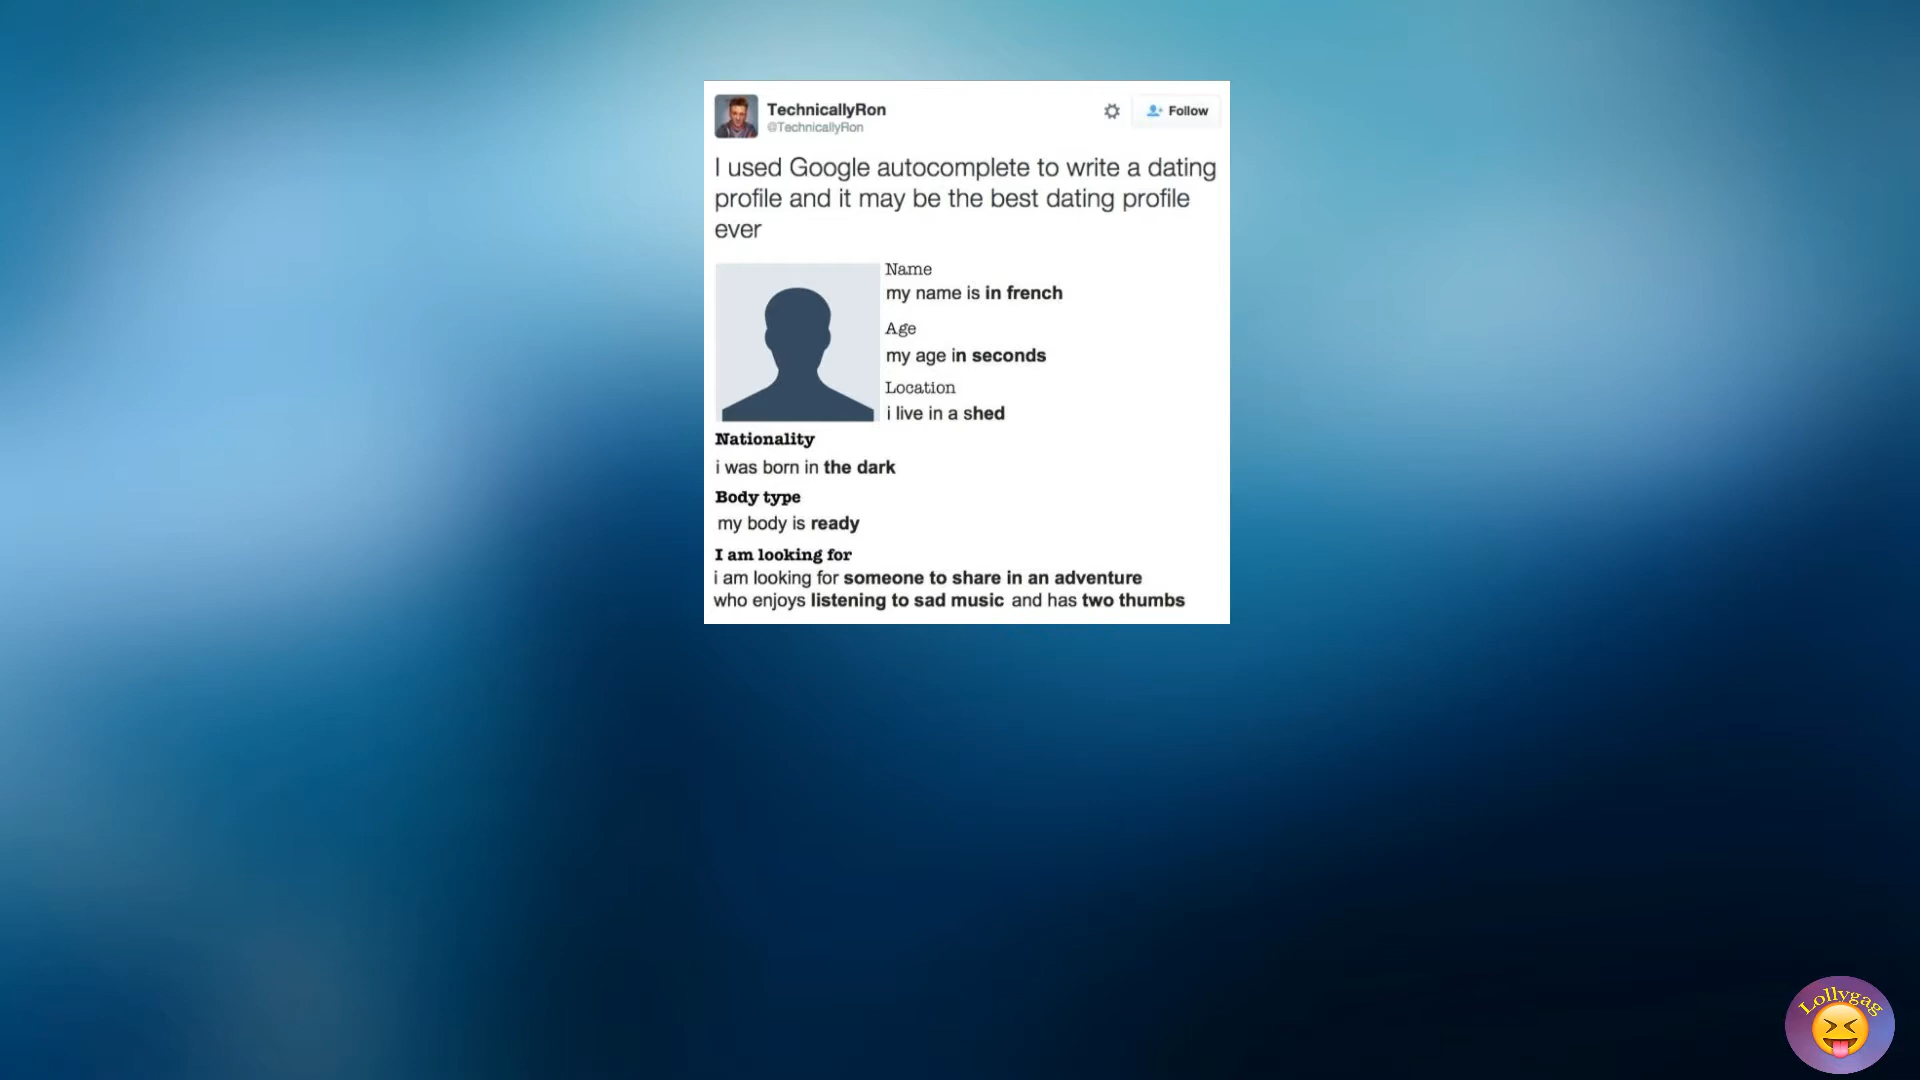 TechnicallyRon
@TechnicallyRon
Follow
I used Google autocomplete to write a dating
profile and it may be the best dating profile
ever
Name
my name is in french
Age
my age in seconds
Location
i live in a shed
Nationality
i was born in the dark
Body type
my body is ready
I am looking for
i am looking for someone to share in an adventure
who enjoys listening to sad music and has two thumbs
Lollygag